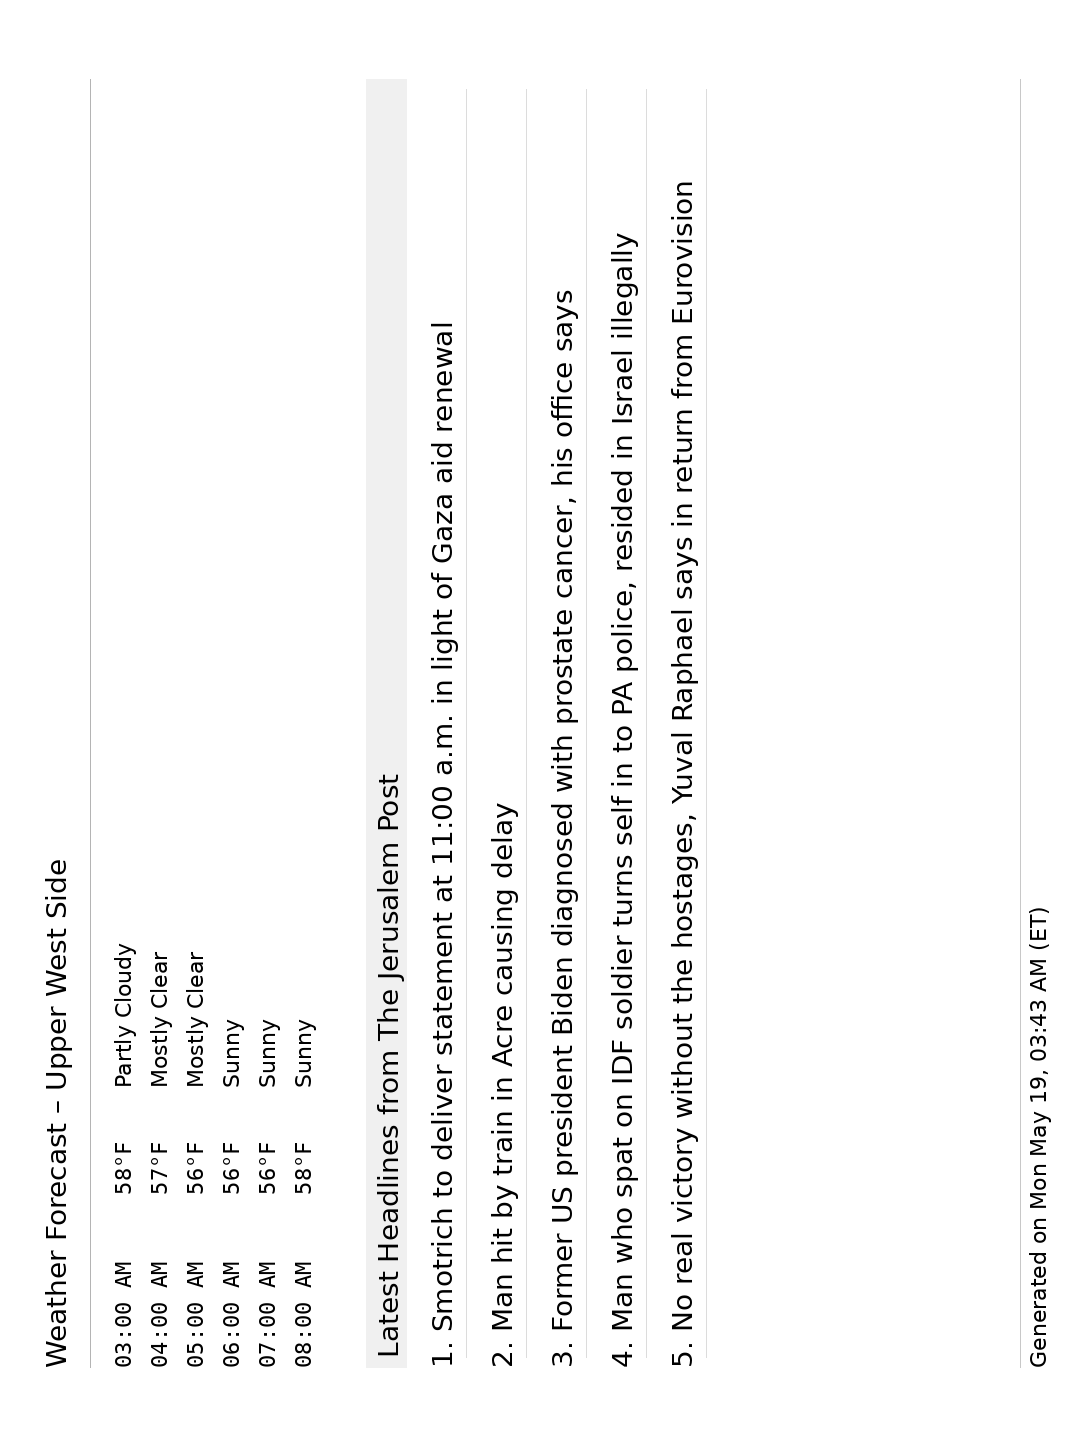 Weather Forecast – Upper West Side
03:00 AM 58°F Partly Cloudy
04:00 AM 57°F Mostly Clear
05:00 AM 56°F Mostly Clear
06:00 AM 56°F Sunny
07:00 AM 56°F Sunny
08:00 AM 58°F Sunny
Latest Headlines from The Jerusalem Post
1. Smotrich to deliver statement at 11:00 a.m. in light of Gaza aid renewal
2. Man hit by train in Acre causing delay
3. Former US president Biden diagnosed with prostate cancer, his office says
4. Man who spat on IDF soldier turns self in to PA police, resided in Israel illegally
5. No real victory without the hostages, Yuval Raphael says in return from Eurovision
Generated on Mon May 19, 03:43 AM (ET)